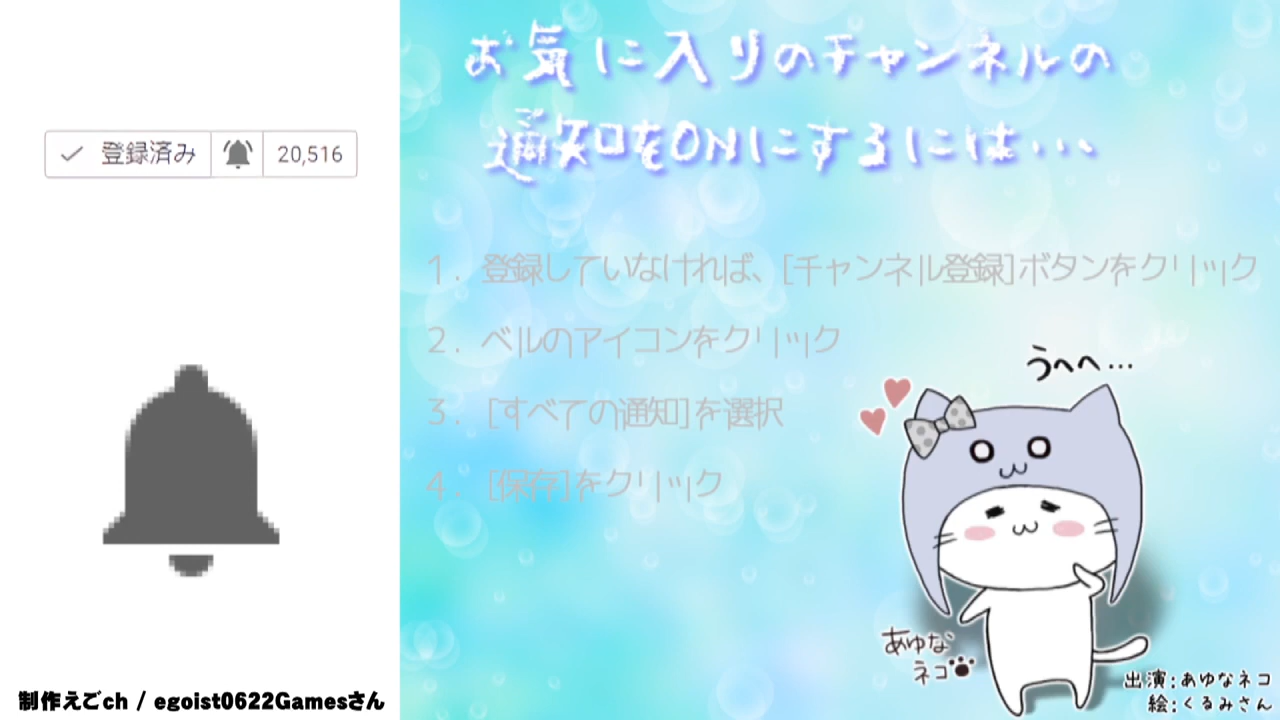 お気に入りのチャンネルの
通知をONにするには・・・
登録済み 20,516
1. 登録していなければ、[チャンネル登録]ボタンをクリック
2. ベルのアイコンをクリック
3. [すべての通知]を選択
4. [保存]をクリック
うへへ…
あゆな
ネコ
出演:あゆなネコ
絵:くるみさん
制作えごch / egoist0622Gamesさん